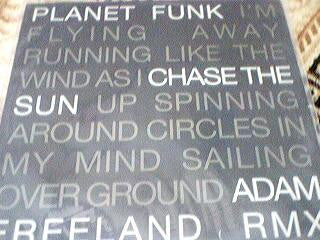 PLANET FUNK I'M
FLYING AWAY
RUNNING LIKE THE
WIND AS I CHASE THE
SUN UP SPINNING
AROUND CIRCLES IN
MY MIND SAILING
OVER GROUND ADAM
FREELAND RMX